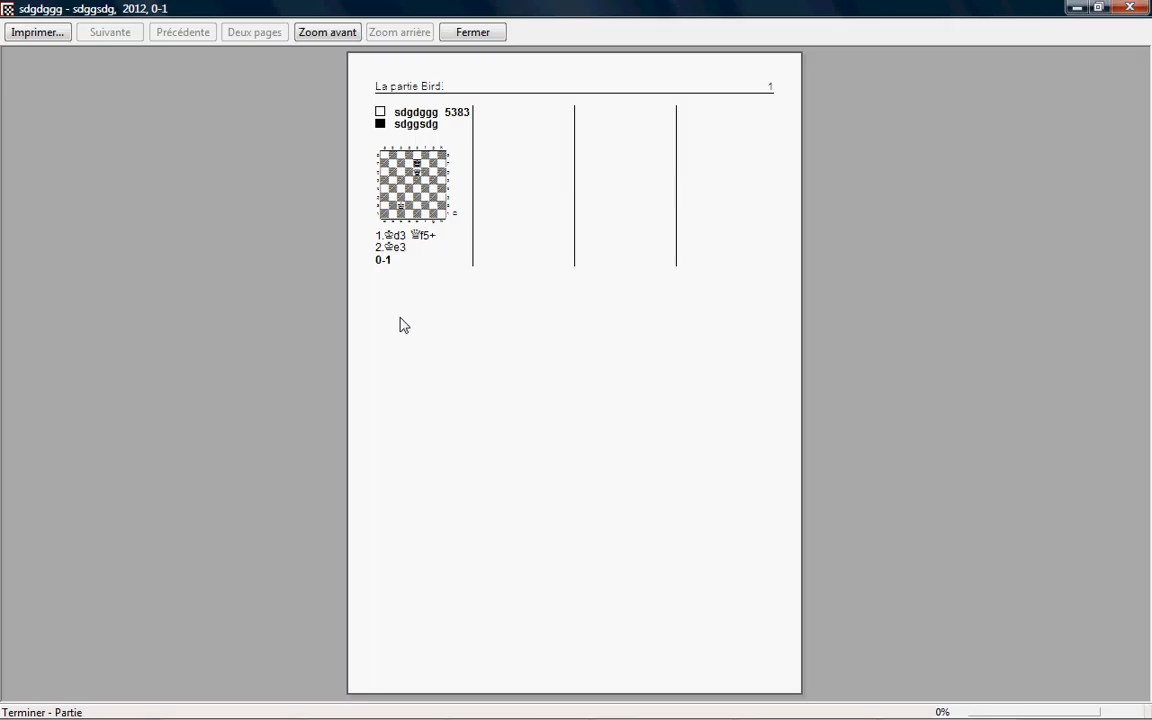 sdgdggg - sdggsdg,  2012, 0-1
Imprimer... Suivante Précédente Deux pages Zoom avant Zoom arrière Fermer
La partie Bird! 1
sdgdggg 5383
sdggsdg
1.♔d3 ♕f5+
2.♔e3
0-1
Terminer - Partie 0%